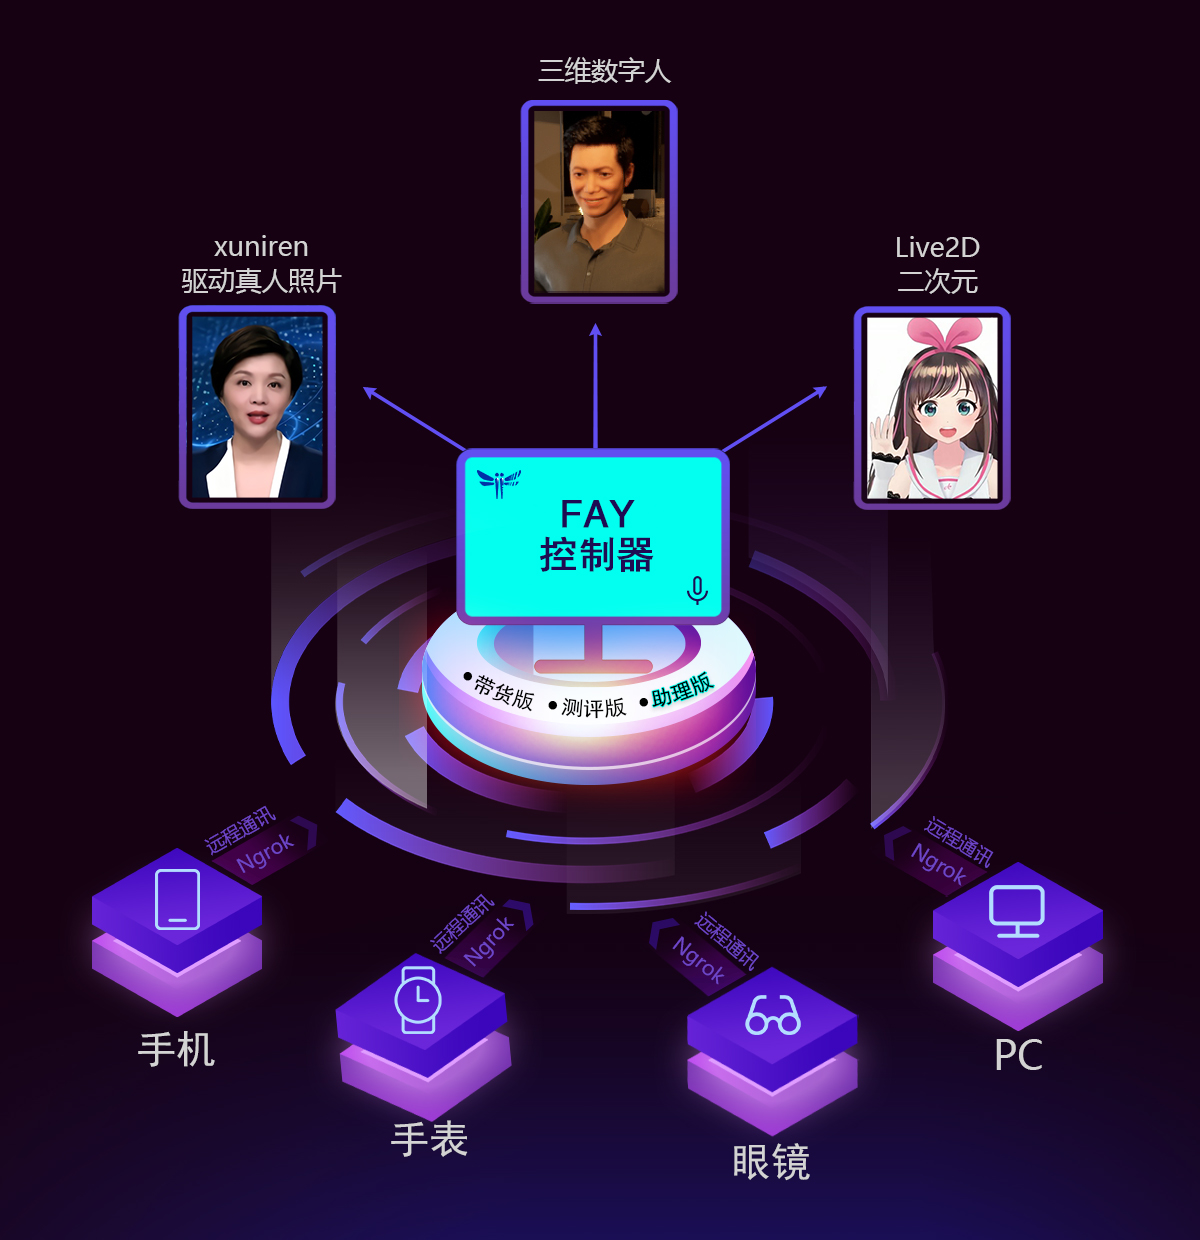 三维数字人
xuniren
驱动真人照片
Live2D
二次元
FAY
控制器
•带货版
•测评版
•助理版
远程通讯
Ngrok
手机
远程通讯
Ngrok
手表
远程通讯
Ngrok
眼镜
远程通讯
Ngrok
PC